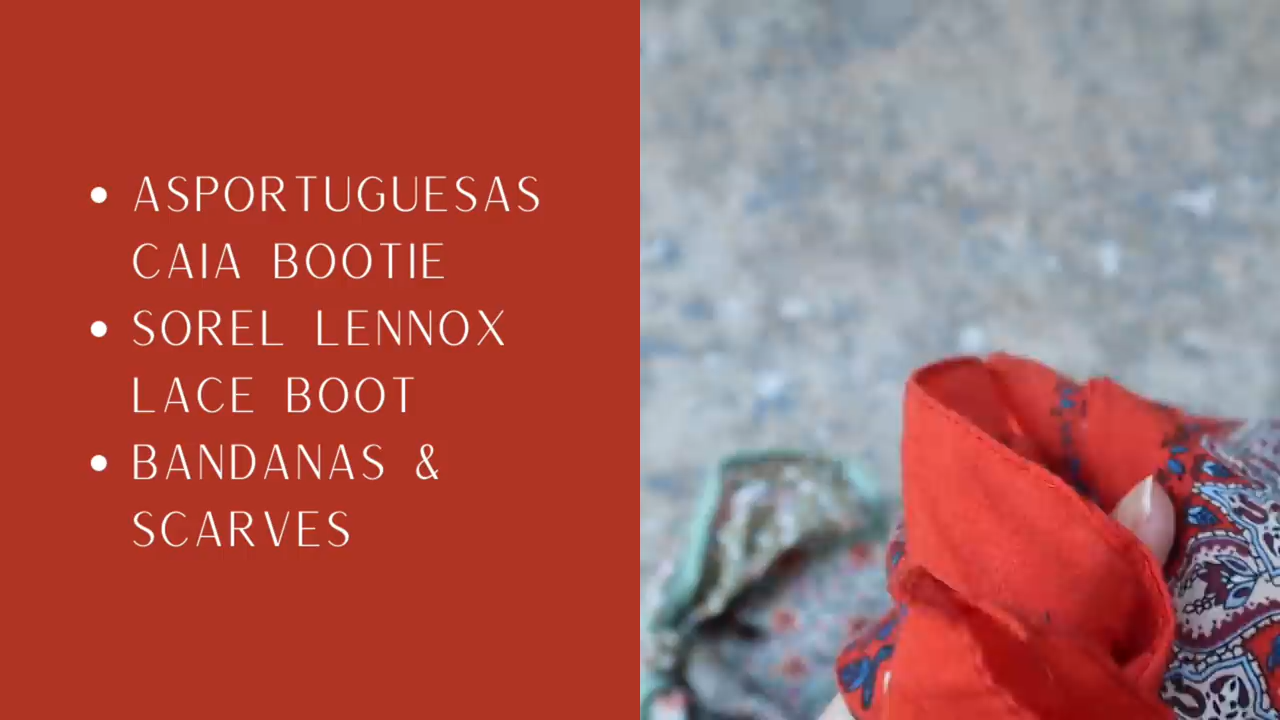 • ASPORTUGUESAS
CAIA BOOTIE
• SOREL LENNOX
LACE BOOT
• BANDANAS &
SCARVES